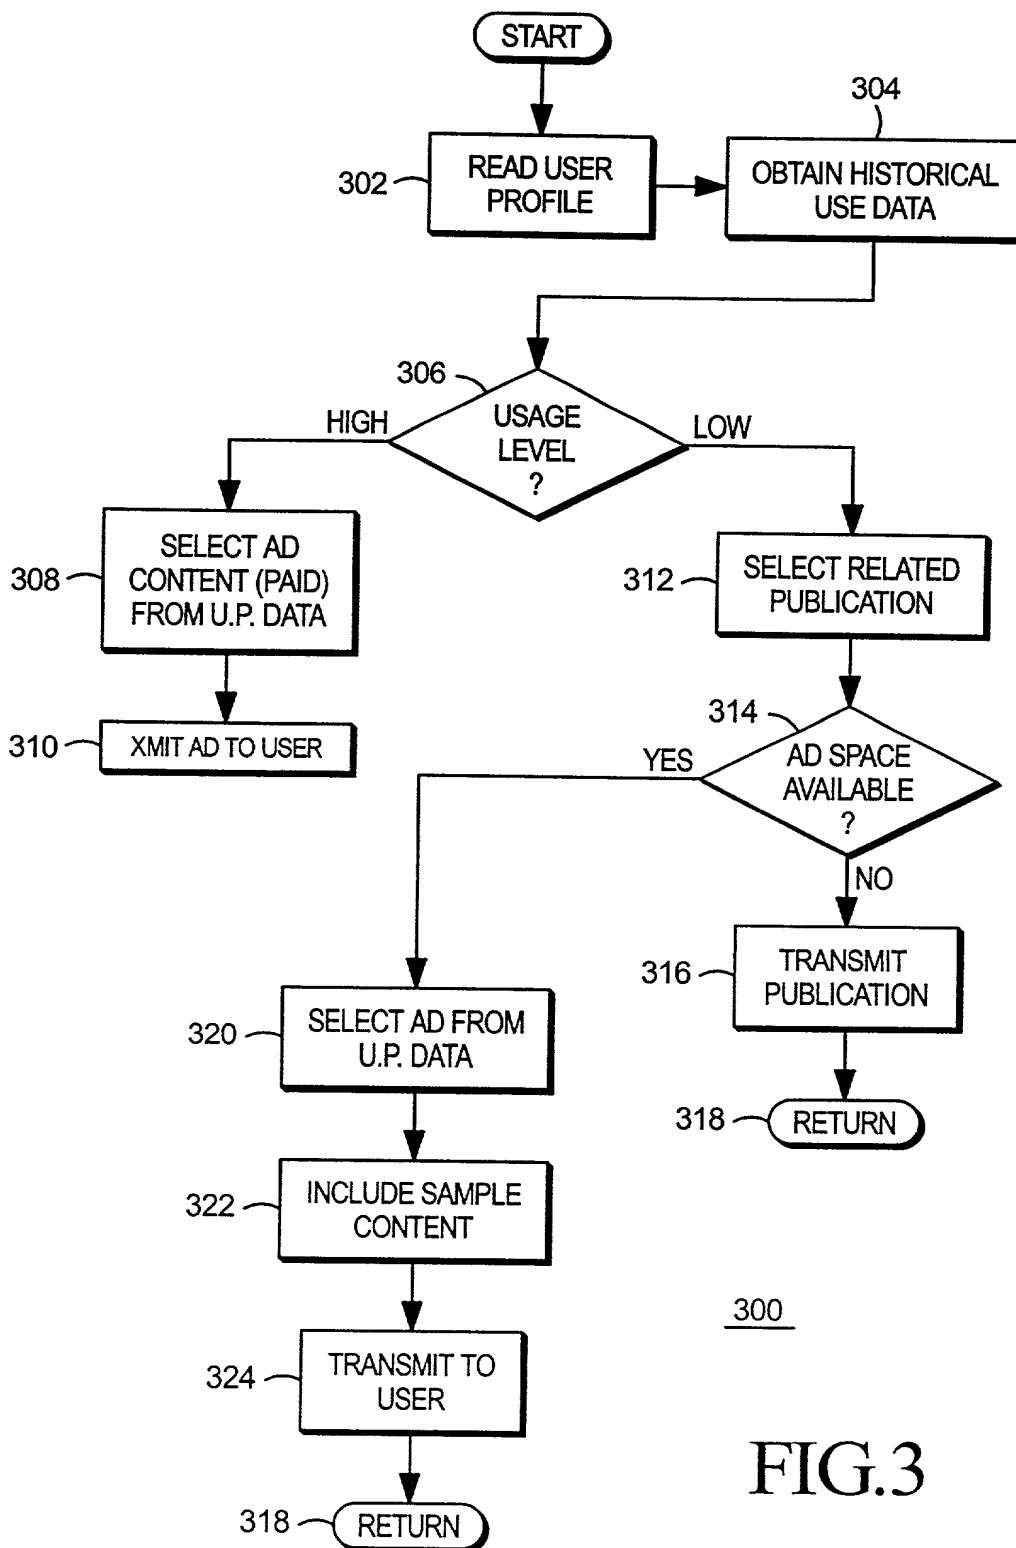 START
304
302
READ USER
PROFILE
OBTAIN HISTORICAL
USE DATA
306
HIGH
USAGE
LEVEL
?
LOW
308
SELECT AD
CONTENT (PAID)
FROM U.P. DATA
312
SELECT RELATED
PUBLICATION
310
XMIT AD TO USER
314
YES
AD SPACE
AVAILABLE
?
NO
316
TRANSMIT
PUBLICATION
320
SELECT AD FROM
U.P. DATA
318
RETURN
322
INCLUDE SAMPLE
CONTENT
300
324
TRANSMIT TO
USER
FIG.3
318
RETURN